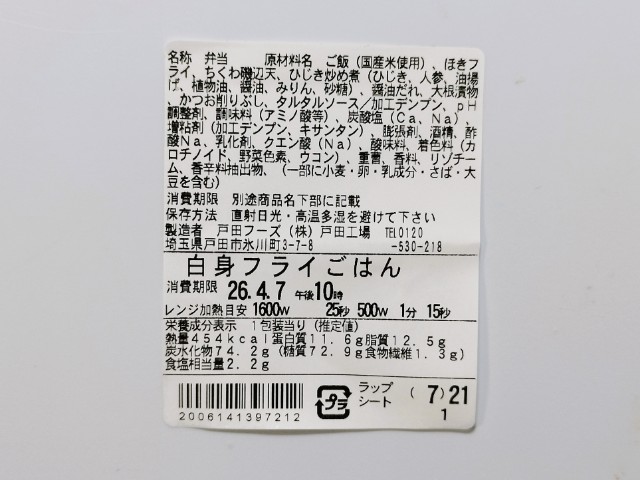 名称 弁当 原材料名 ご飯(国産米使用)、ほきフ
ライ、ちくわ磯辺天、ひじき炒め煮(ひじき、人参、油揚
げ、植物油、醤油、みりん、砂糖)、醤油だれ、大根漬物
、かつお削りぶし、タルタルソース/加工デンプン、pH
調整剤、調味料(アミノ酸等)、炭酸塩(Ca、Na)、
増粘剤(加工デンプン、キサンタン)、膨張剤、酒精、酢
酸Na、乳化剤、クエン酸(Na)、酸味料、着色料(カ
ロチノイド、野菜色素、ウコン)、重曹、香料、リゾチー
ム、香辛料抽出物、(一部に小麦・卵・乳成分・さば・大
豆を含む)
消費期限 別途商品名下部に記載
保存方法 直射日光・高温多湿を避けて下さい
製造者 戸田フーズ(株)戸田工場 TEL0120
埼玉県戸田市氷川町3-7-8 -530-218
白身フライごはん
消費期限 26.4.7 午後10時
レンジ加熱目安 1600W 25秒 500W 1分 15秒
栄養成分表示 1包装当り(推定値)
熱量454kcal蛋白質11.6g脂質12.5g
炭水化物74.2g(糖質72.9g食物繊維1.3g)
食塩相当量2.2g
2006141397212
プラ
ラップ
シート
(7)21
1